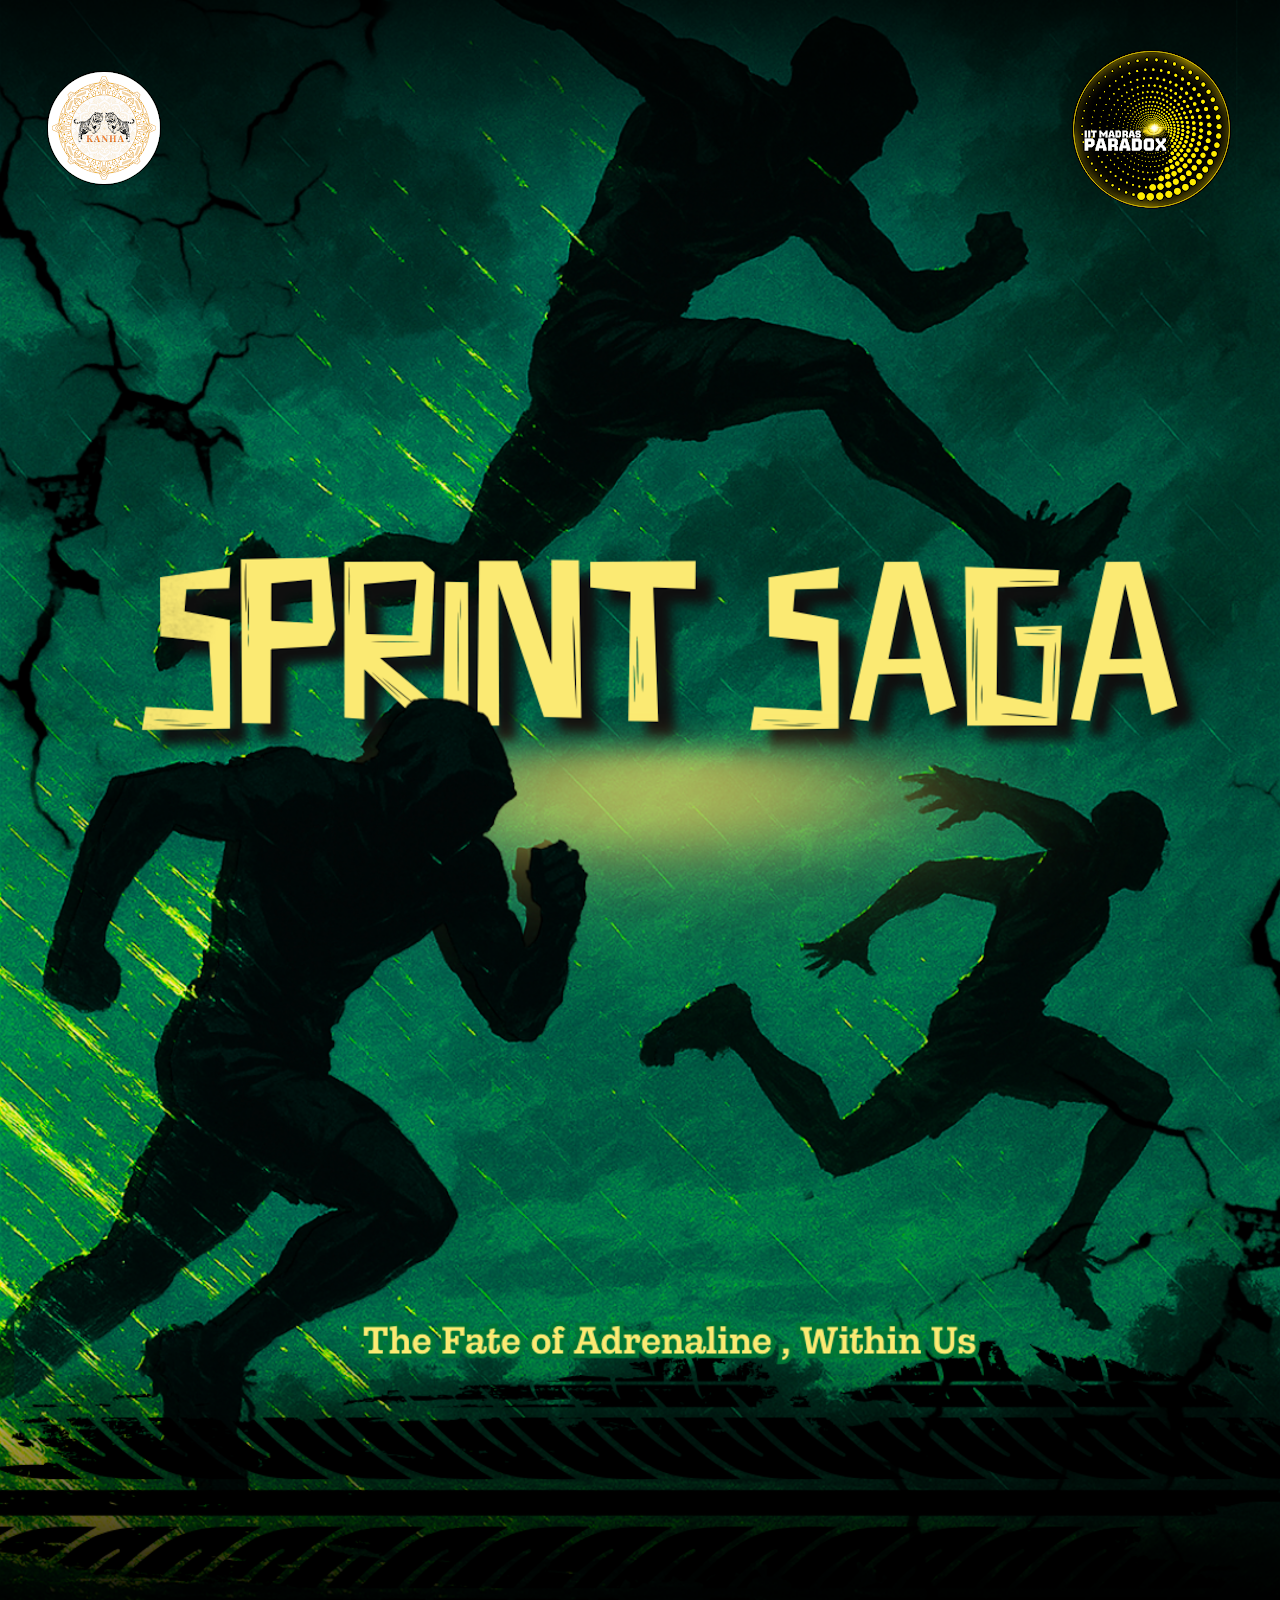 KANHA
IIT MADRAS
PARADOX
SPRINT SAGA
The Fate of Adrenaline , Within Us